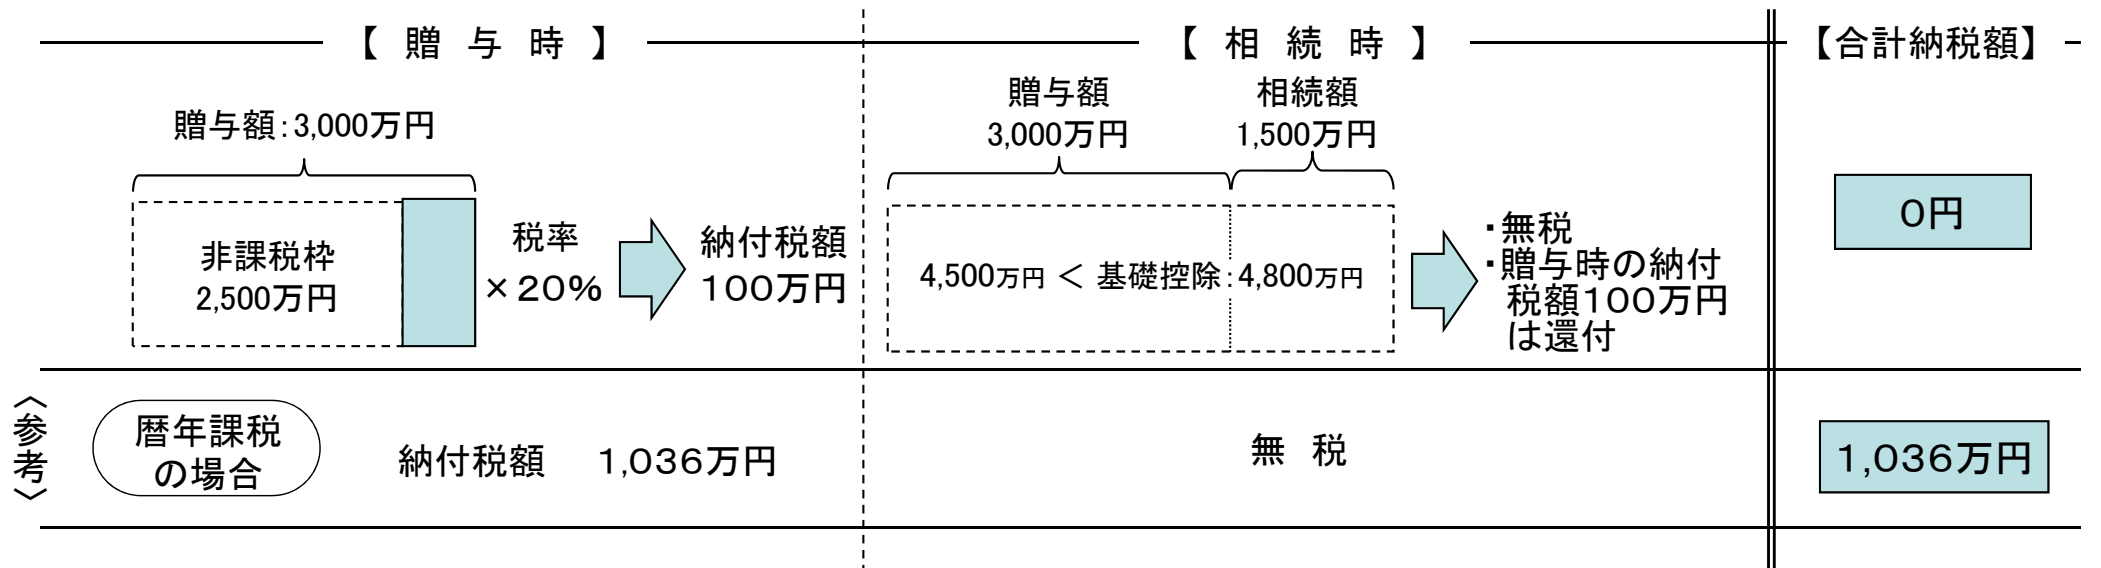 【 贈 与 時 】
【 相 続 時 】
【合計納税額】
贈与額：3,000万円
非課税枠
2,500万円
税率
×２０％
納付税額
１００万円
贈与額
3,000万円
相続額
1,500万円
4,500万円 ＜ 基礎控除：4,800万円
・無税
・贈与時の納付
税額１００万円
は還付
０円
〈参考〉
暦年課税
の場合
納付税額　１，０３６万円
無 税
１，０３６万円